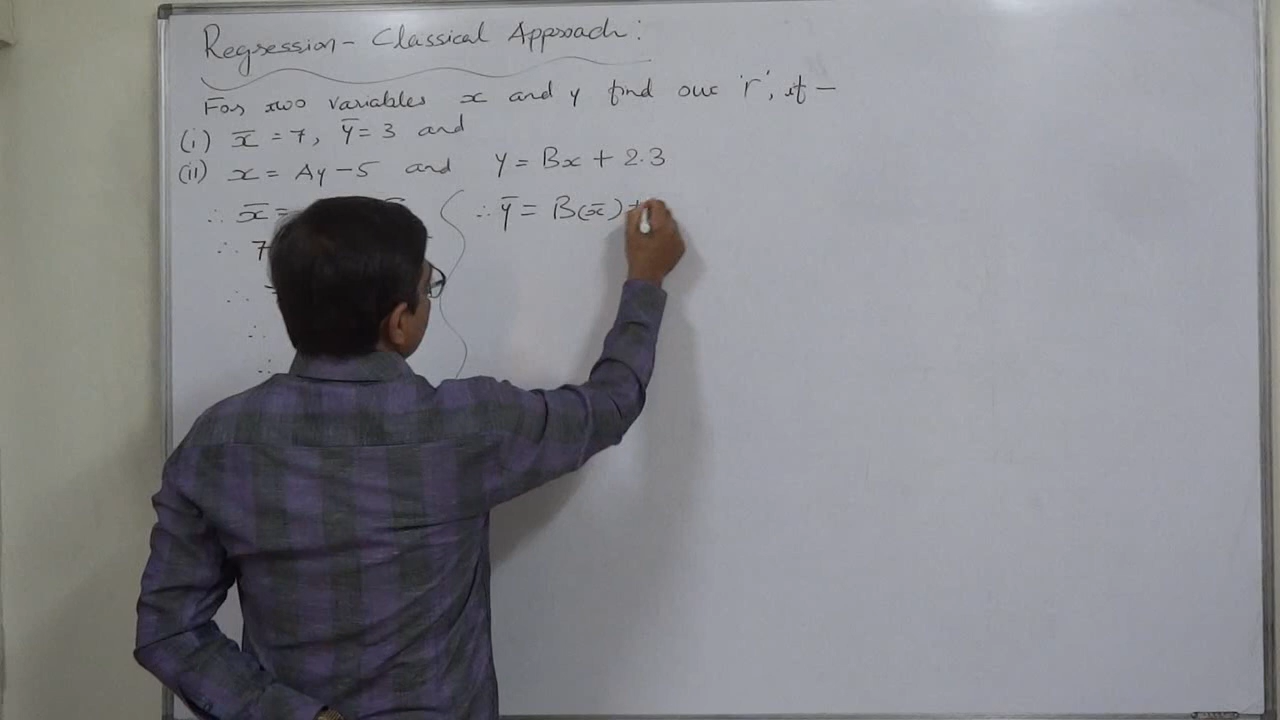 Regression - Classical Approach :
For two variables x and y find out 'r', if –
(i) x̄ = 7, ȳ = 3 and
(ii) x = Ay – 5 and y = Bx + 2.3
∴ x̄ =
∴ ȳ = B(x̄) +
∴ 7
∴
∴
∴